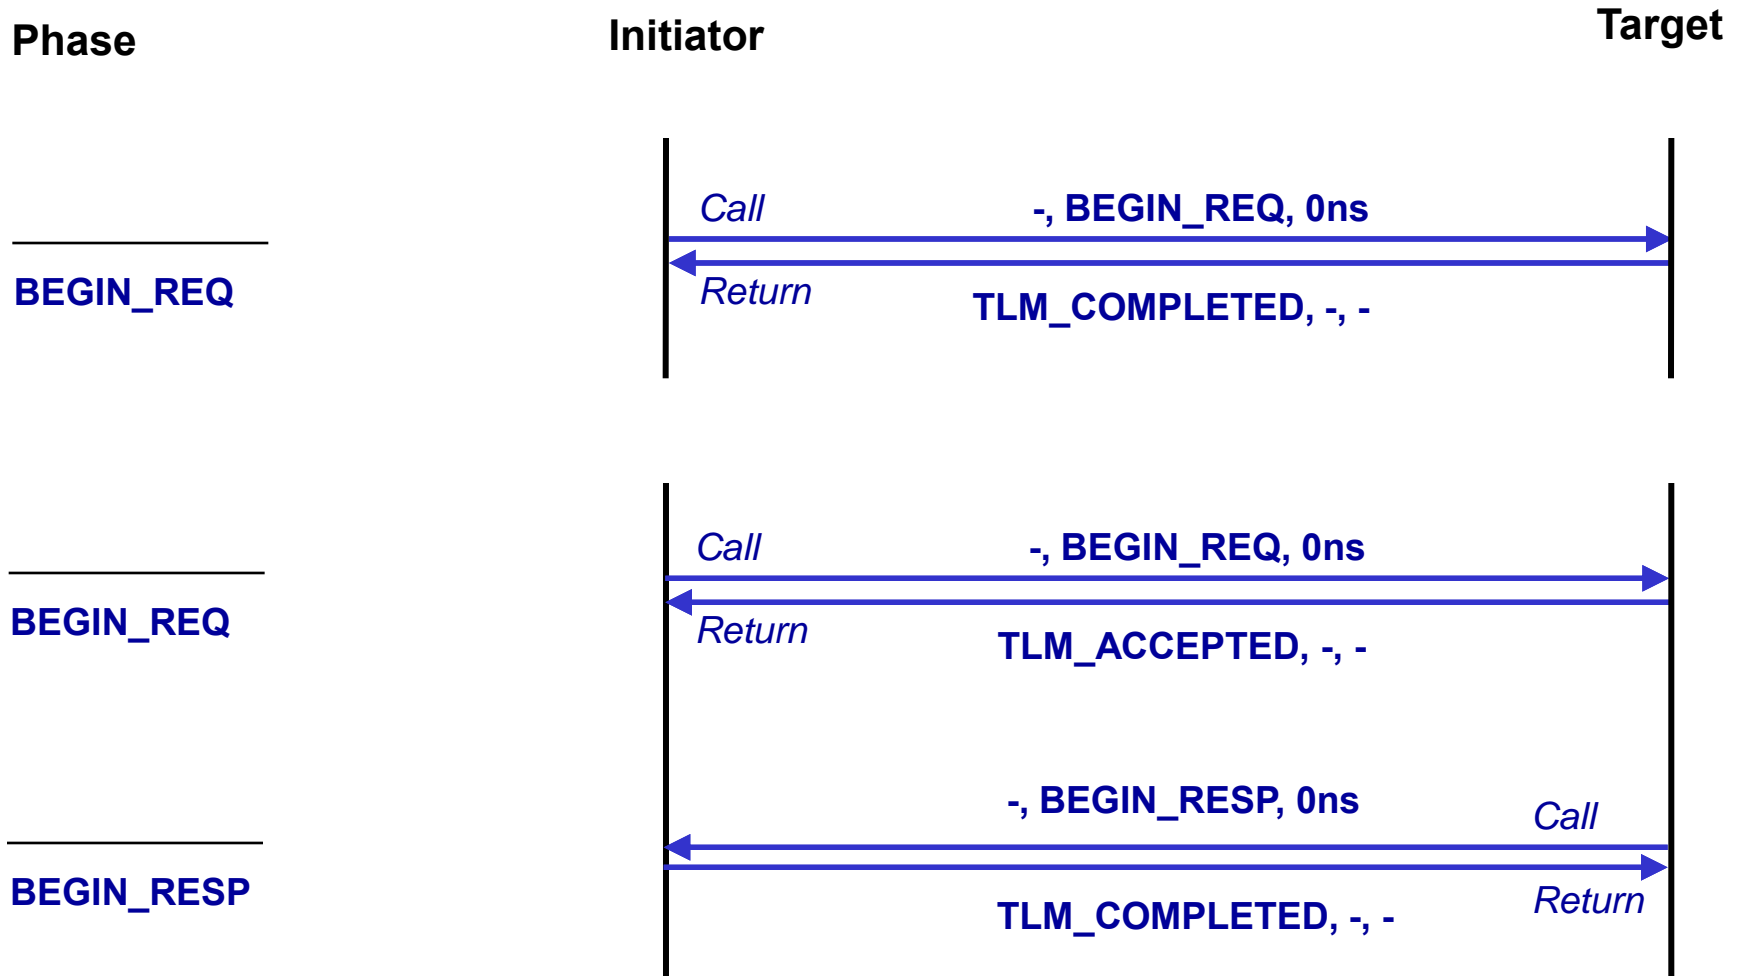 Phase
Initiator
Target
Call
-, BEGIN_REQ, 0ns
BEGIN_REQ
Return
TLM_COMPLETED, -, -
Call
-, BEGIN_REQ, 0ns
BEGIN_REQ
Return
TLM_ACCEPTED, -, -
-, BEGIN_RESP, 0ns
Call
BEGIN_RESP
TLM_COMPLETED, -, -
Return